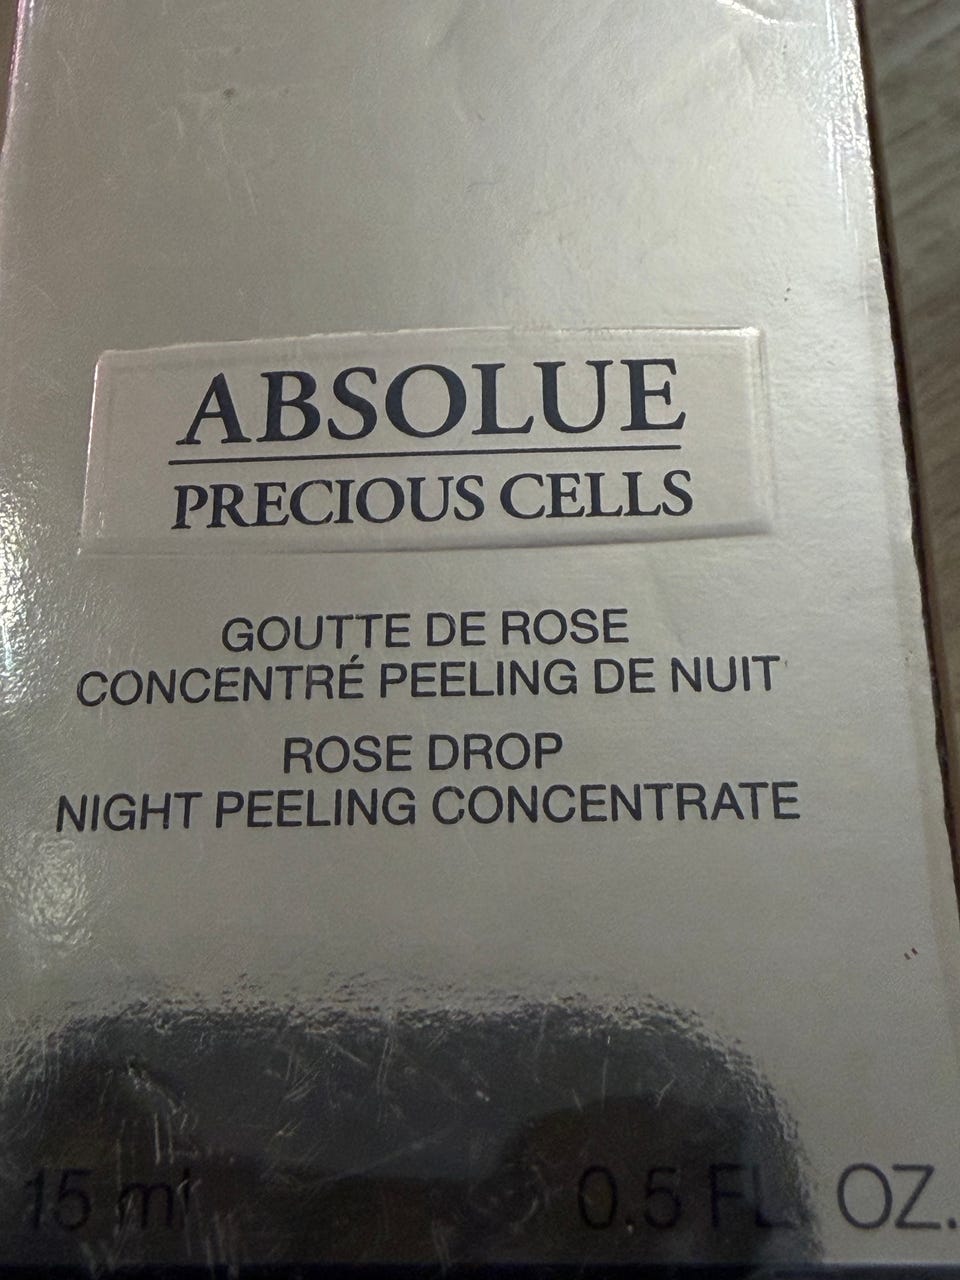 ABSOLUE
PRECIOUS CELLS
GOUTTE DE ROSE
CONCENTRÉ PEELING DE NUIT
ROSE DROP
NIGHT PEELING CONCENTRATE
15 ml 0.5 FL. OZ.